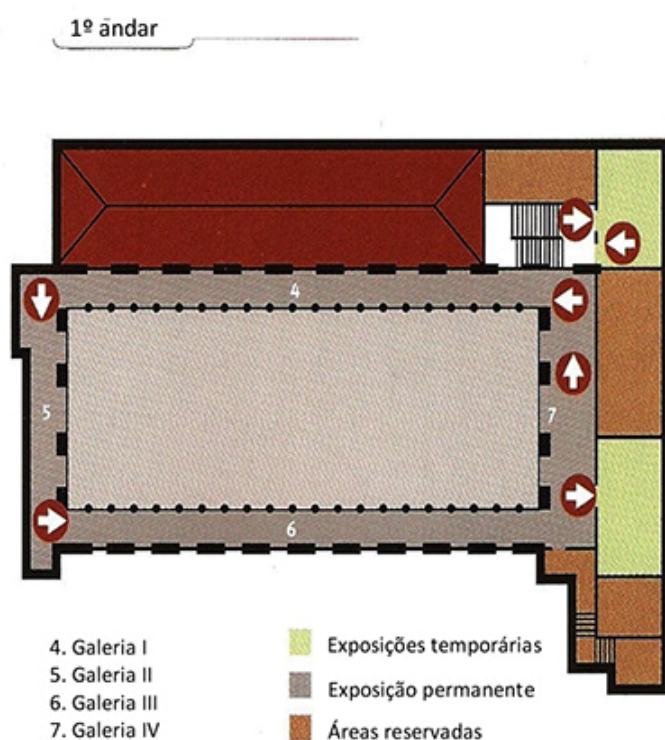 1º andar
4
5
7
6
4. Galeria I
5. Galeria II
6. Galeria III
7. Galeria IV
Exposições temporárias
Exposição permanente
Áreas reservadas